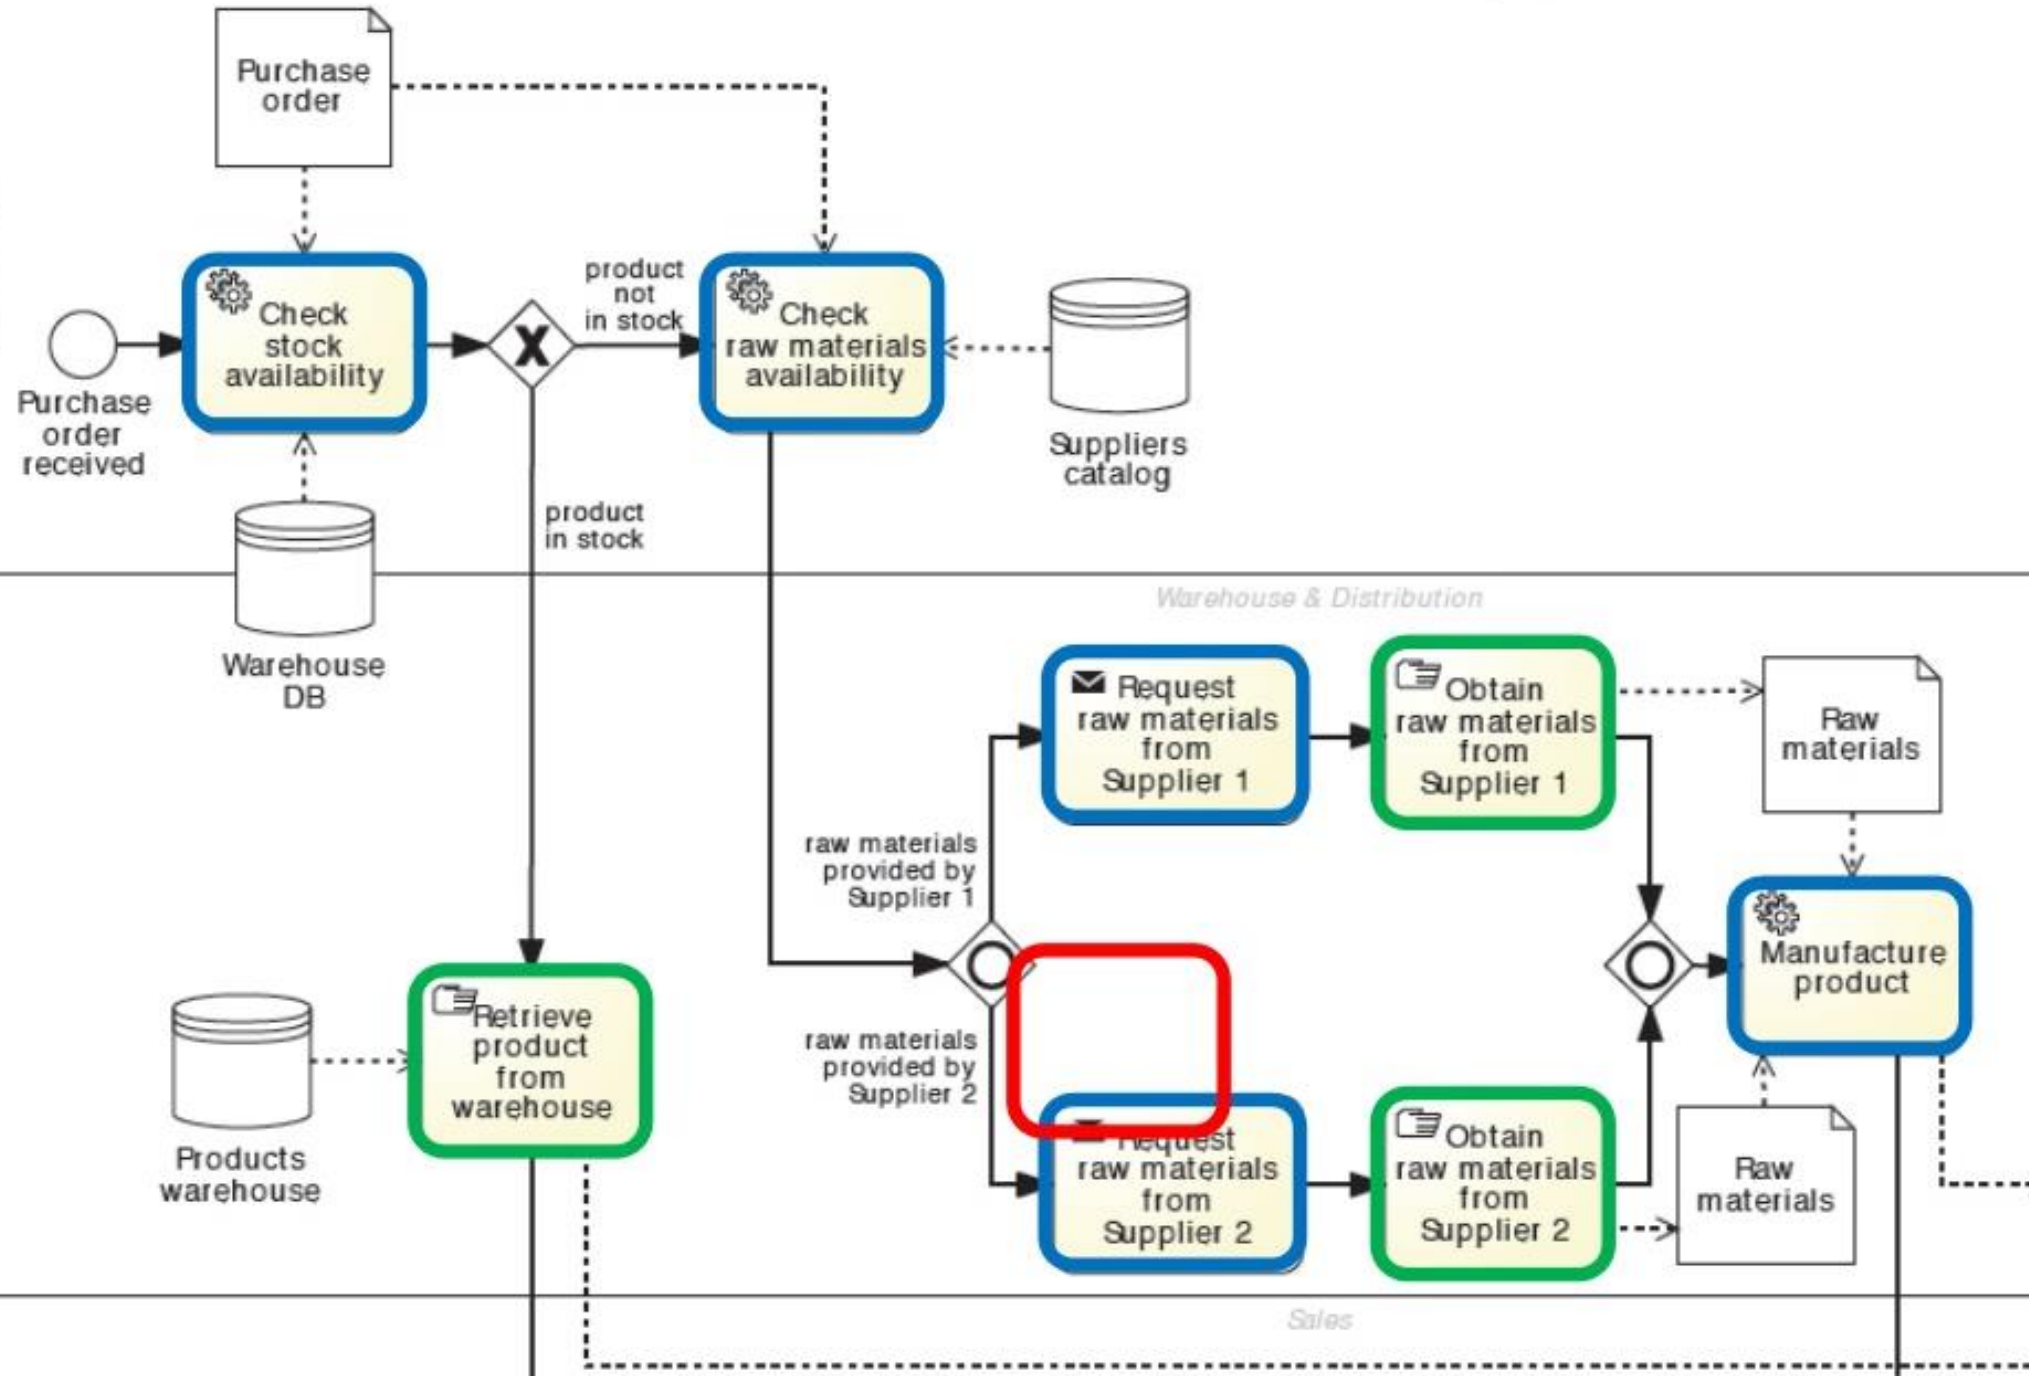 Purchase
order
product
not
in stock
Check
stock
availability
X
Check
raw materials
availability
Purchase
order
received
Suppliers
catalog
product
in stock
Warehouse & Distribution
Warehouse
DB
Request
raw materials
from
Supplier 1
Obtain
raw materials
from
Supplier 1
Raw
materials
raw materials
provided by
Supplier 1
Manufacture
product
Retrieve
product
from
warehouse
raw materials
provided by
Supplier 2
Products
warehouse
Request
raw materials
from
Supplier 2
Obtain
raw materials
from
Supplier 2
Raw
materials
Sales